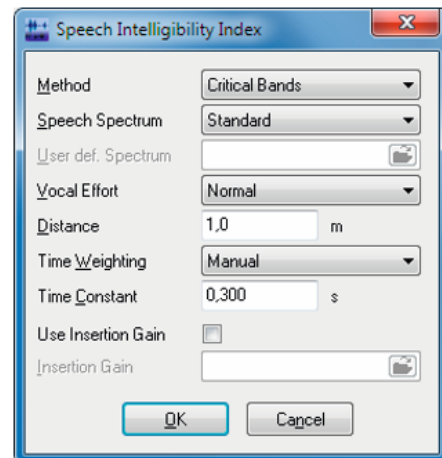 Speech Intelligibility Index
Method Critical Bands
Speech Spectrum Standard
User def. Spectrum
Vocal Effort Normal
Distance 1,0 m
Time Weighting Manual
Time Constant 0,300 s
Use Insertion Gain
Insertion Gain
OK Cancel